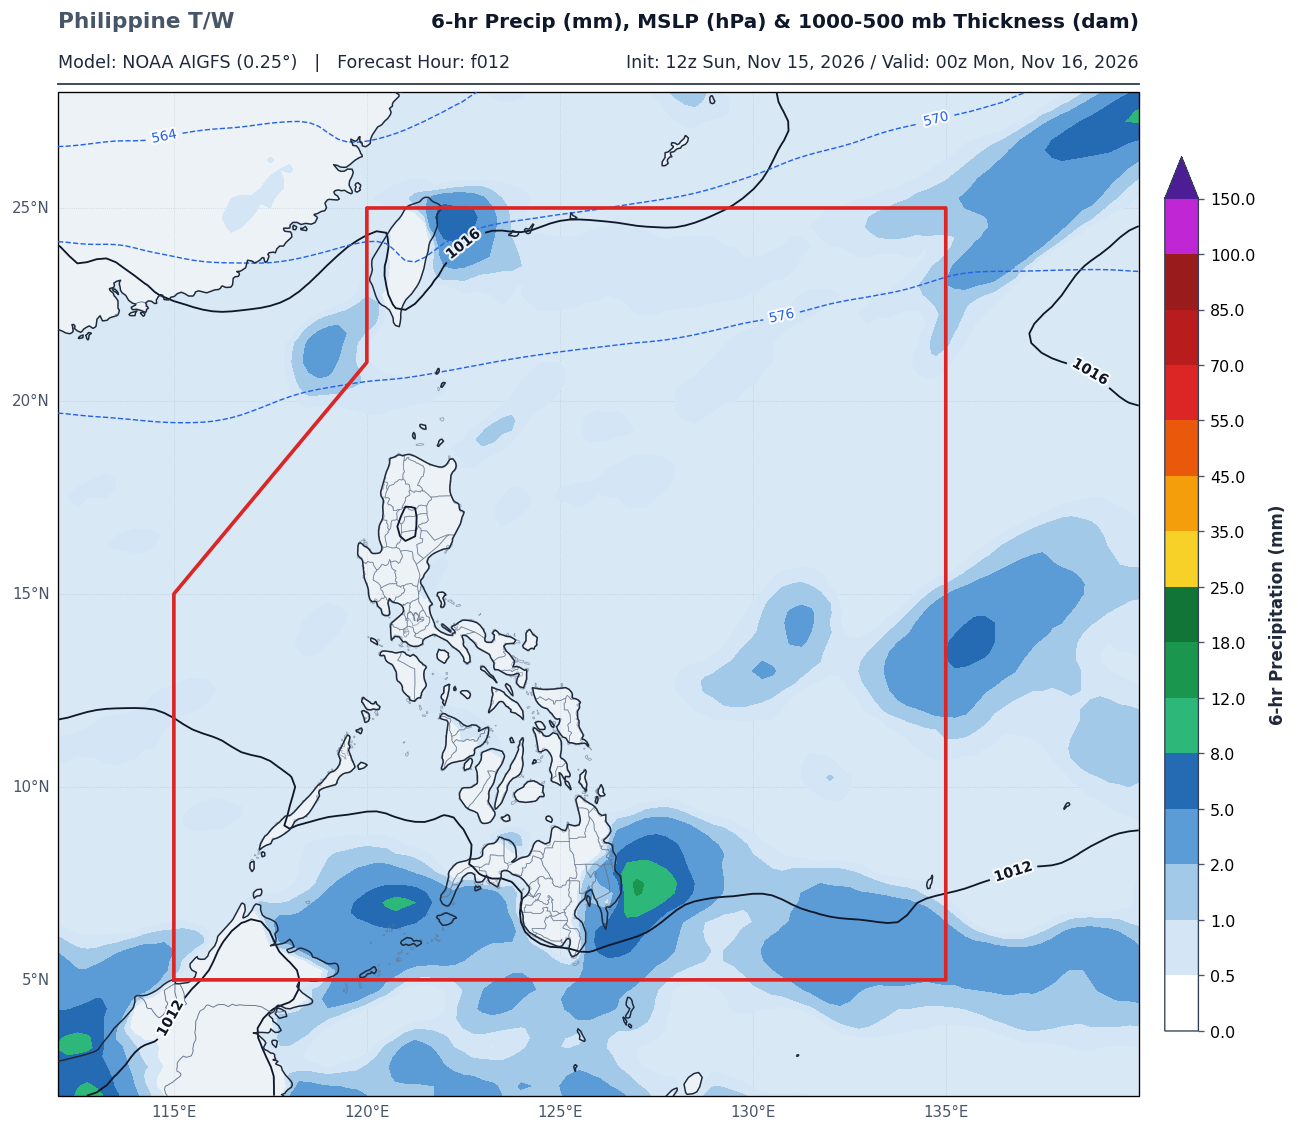 Philippine T/W
6-hr Precip (mm), MSLP (hPa) & 1000-500 mb Thickness (dam)
Model: NOAA AIGFS (0.25°) | Forecast Hour: f012
Init: 12z Sun, Nov 15, 2026 / Valid: 00z Mon, Nov 16, 2026
564
570
576
1016
1016
1012
1012
25°N
20°N
15°N
10°N
5°N
115°E
120°E
125°E
130°E
135°E
150.0
100.0
85.0
70.0
55.0
45.0
35.0
25.0
18.0
12.0
8.0
5.0
2.0
1.0
0.5
0.0
6-hr Precipitation (mm)